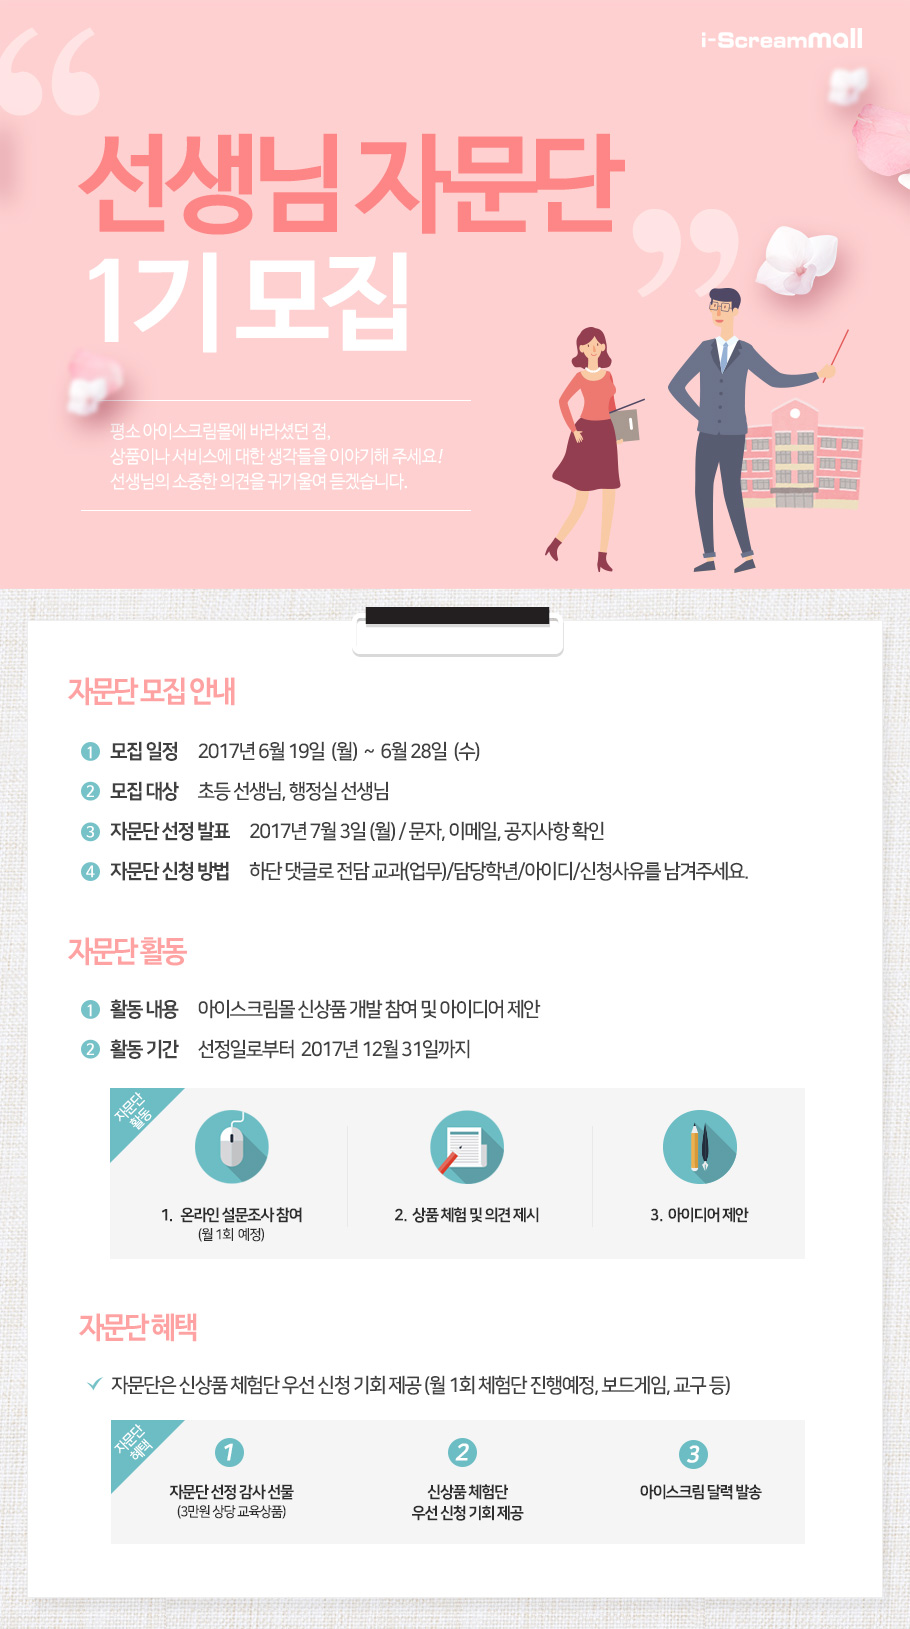 i-Screammall
“
선생님 자문단
1기 모집
”
평소 아이스크림몰에 바라셨던 점,
상품이나 서비스에 대한 생각들을 이야기해 주세요!
선생님의 소중한 의견을 귀기울여 듣겠습니다.
자문단 모집 안내
1 모집 일정 2017년 6월 19일 (월) ~ 6월 28일 (수)
2 모집 대상 초등 선생님, 행정실 선생님
3 자문단 선정 발표 2017년 7월 3일 (월) / 문자, 이메일, 공지사항 확인
4 자문단 신청 방법 하단 댓글로 전담 교과(업무)/담당학년/아이디/신청사유를 남겨주세요.
자문단 활동
1 활동 내용 아이스크림몰 신상품 개발 참여 및 아이디어 제안
2 활동 기간 선정일로부터 2017년 12월 31일까지
자문단
활동
1. 온라인 설문조사 참여
(월 1회 예정)
2. 상품 체험 및 의견 제시
3. 아이디어 제안
자문단 혜택
자문단은 신상품 체험단 우선 신청 기회 제공 (월 1회 체험단 진행예정, 보드게임, 교구 등)
자문단
혜택
1
자문단 선정 감사 선물
(3만원 상당 교육상품)
2
신상품 체험단
우선 신청 기회 제공
3
아이스크림 달력 발송